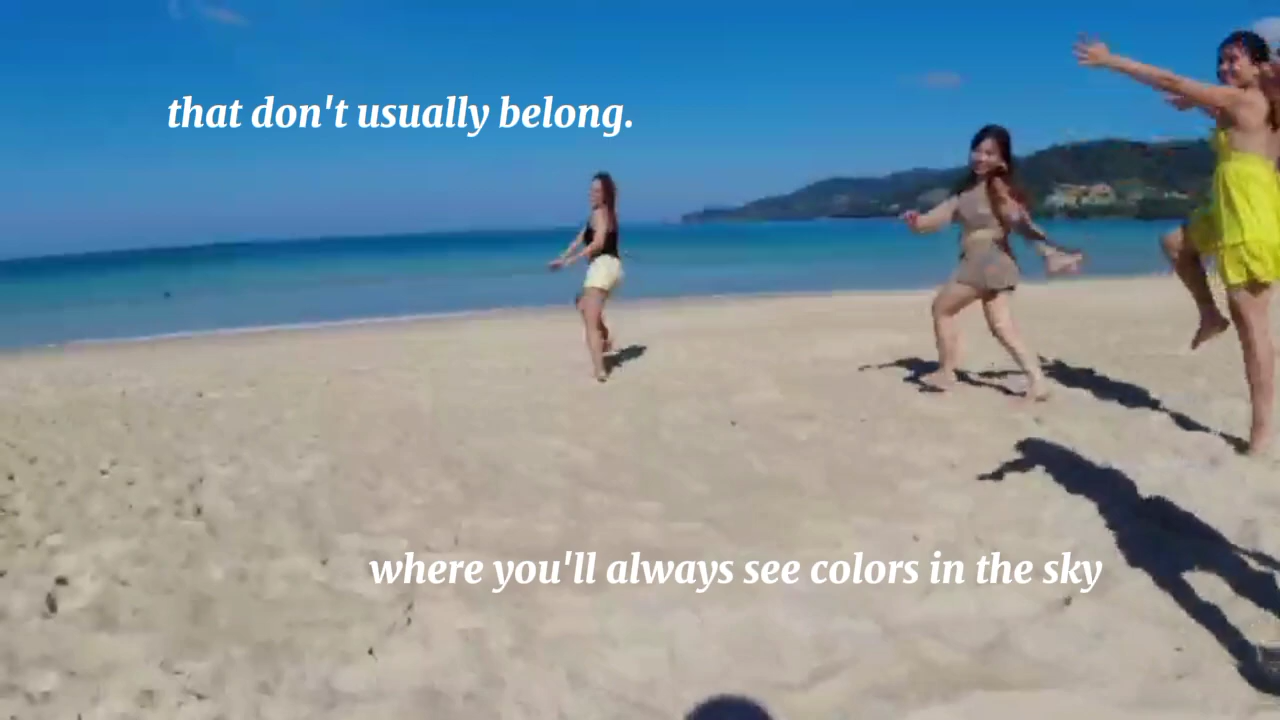 that don't usually belong.
where you'll always see colors in the sky